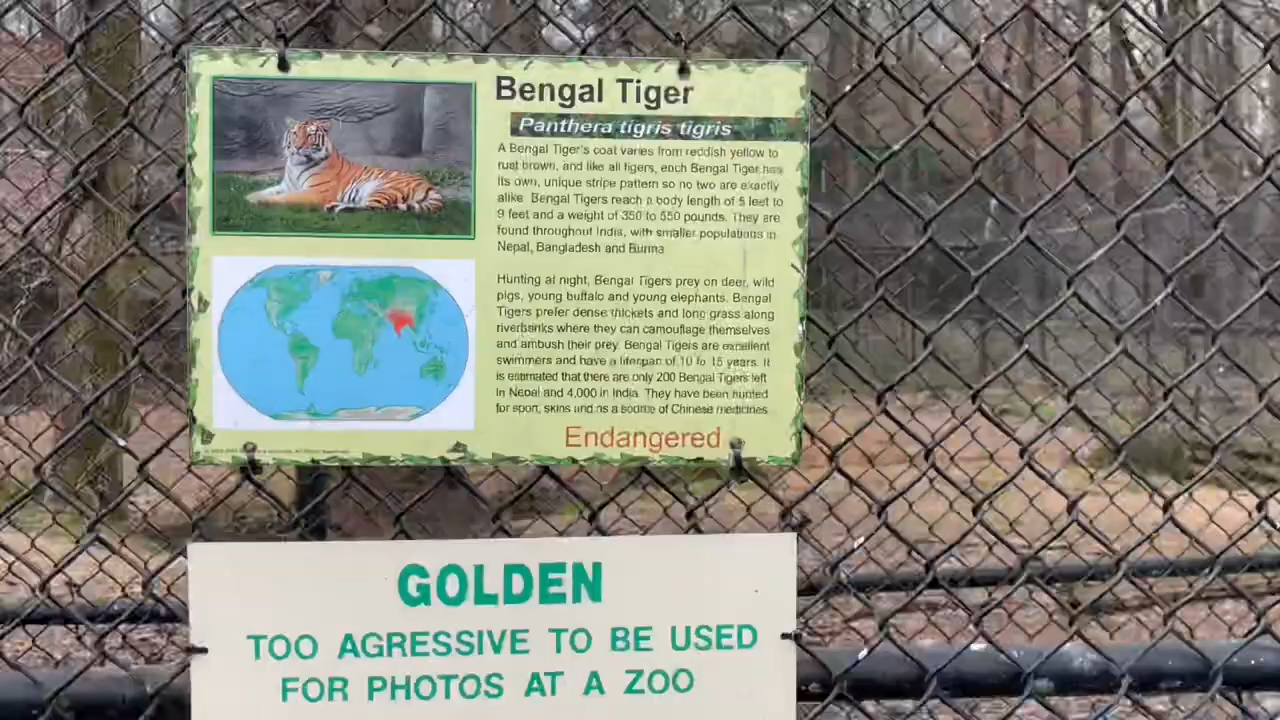 Bengal Tiger
Panthera tigris tigris
A Bengal Tiger's coat varies from reddish yellow to
rust brown, and like all tigers, each Bengal Tiger has
its own, unique stripe pattern so no two are exactly
alike. Bengal Tigers reach a body length of 5 feet to
9 feet and a weight of 350 to 550 pounds. They are
found throughout India, with smaller populations in
Nepal, Bangladesh and Burma
Hunting at night, Bengal Tigers prey on deer, wild
pigs, young buffalo and young elephants. Bengal
Tigers prefer dense thickets and long grass along
riverbanks where they can camouflage themselves
and ambush their prey. Bengal Tigers are excellent
swimmers and have a lifespan of 10 to 15 years. It
is estimated that there are only 200 Bengal Tigers left
in Nepal and 4,000 in India. They have been hunted
for sport, skins and as a source of Chinese medicines
Endangered
GOLDEN
TOO AGRESSIVE TO BE USED
FOR PHOTOS AT A ZOO